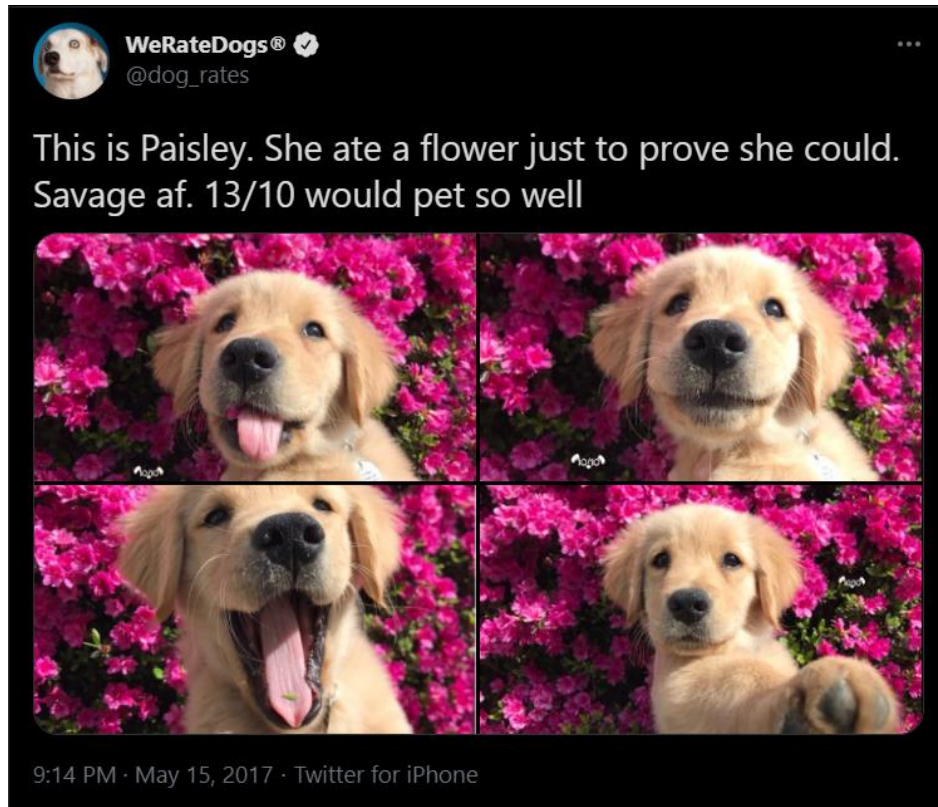 WeRateDogs®
@dog_rates
This is Paisley. She ate a flower just to prove she could.
Savage af. 13/10 would pet so well
9:14 PM · May 15, 2017 · Twitter for iPhone